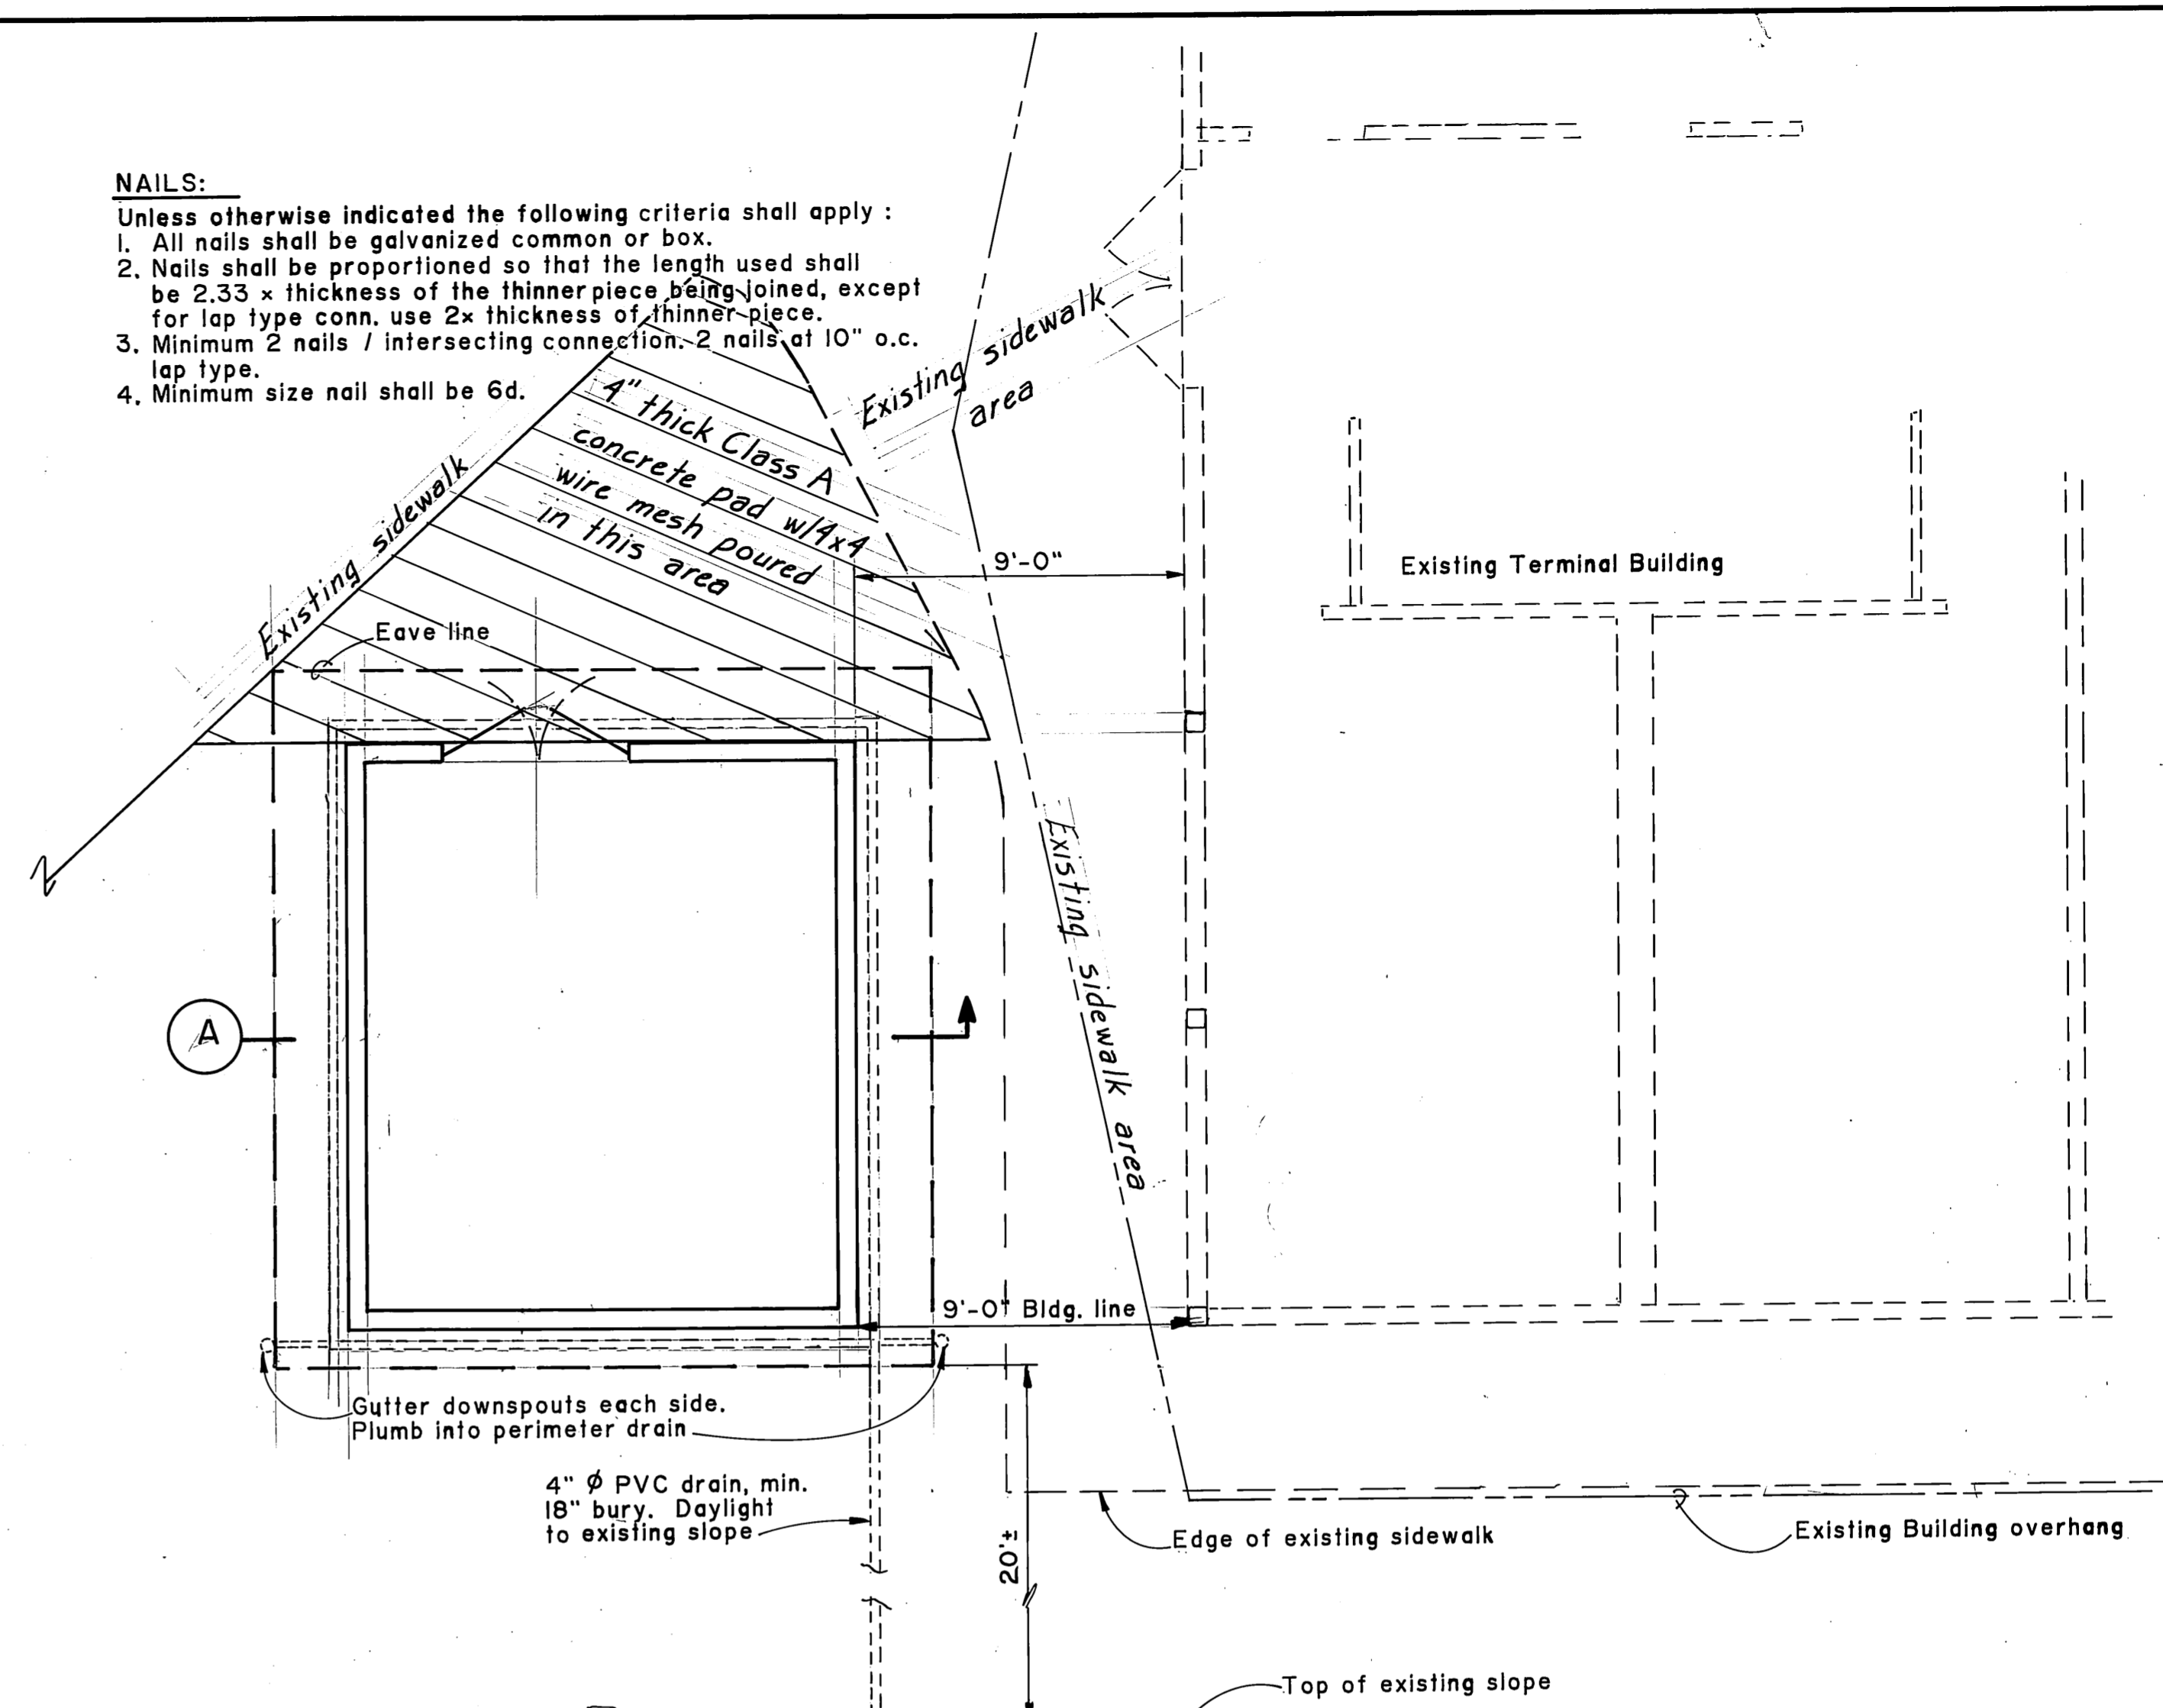 NAILS:
Unless otherwise indicated the following criteria shall apply :
1. All nails shall be galvanized common or box.
2. Nails shall be proportioned so that the length used shall
be 2.33 × thickness of the thinner piece being joined, except
for lap type conn. use 2× thickness of thinner piece.
3. Minimum 2 nails / intersecting connection. 2 nails at 10" o.c.
lap type.
4. Minimum size nail shall be 6d.
Existing sidewalk
area
4" thick Class A
concrete pad w/4x4
wire mesh poured
in this area
Existing sidewalk
9'-0"
Existing Terminal Building
Eave line
Existing sidewalk area
A
9'-0" Bldg. line
Gutter downspouts each side.
Plumb into perimeter drain
4" Ø PVC drain, min.
18" bury. Daylight
to existing slope
20'±
Edge of existing sidewalk
Existing Building overhang
Top of existing slope